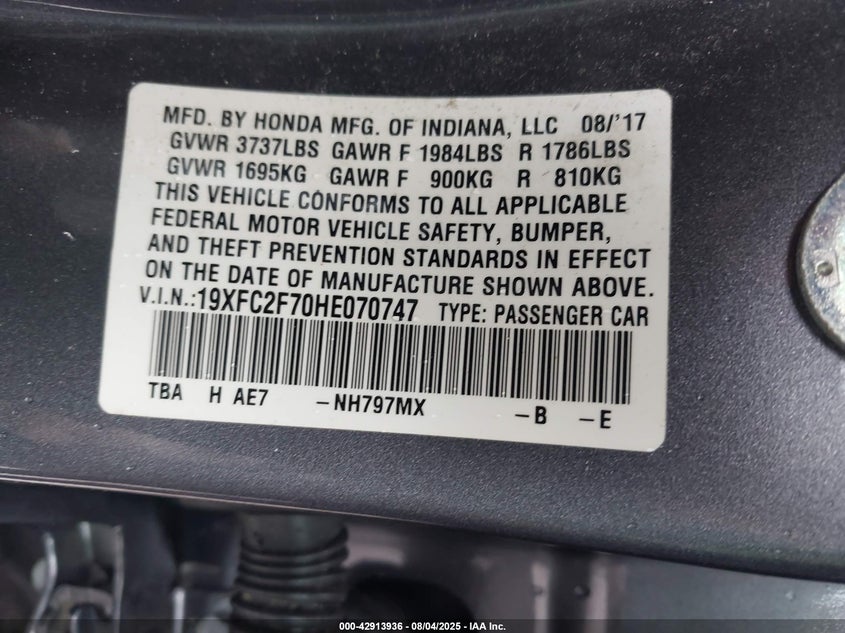 MFD. BY HONDA MFG. OF INDIANA, LLC 08/'17
GVWR 3737LBS GAWR F 1984LBS R 1786LBS
GVWR 1695KG GAWR F 900KG R 810KG
THIS VEHICLE CONFORMS TO ALL APPLICABLE
FEDERAL MOTOR VEHICLE SAFETY, BUMPER,
AND THEFT PREVENTION STANDARDS IN EFFECT
ON THE DATE OF MANUFACTURE SHOWN ABOVE.
V.I.N.:19XFC2F70HE070747 TYPE: PASSENGER CAR
TBA H AE7 –NH797MX –B –E
000-42913936 - 08/04/2025 - IAA Inc.